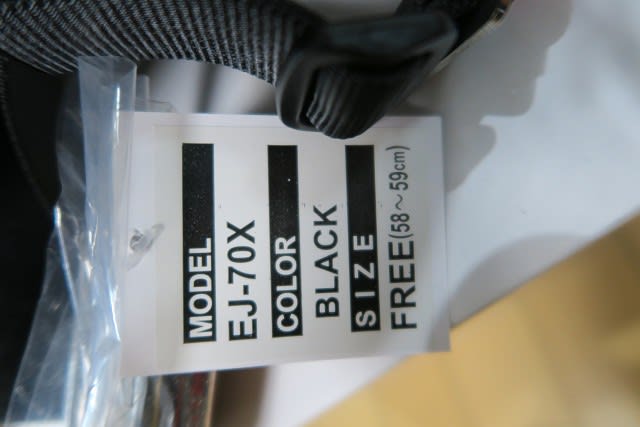 MODEL
EJ-70X
COLOR
BLACK
SIZE
FREE(58～59cm)